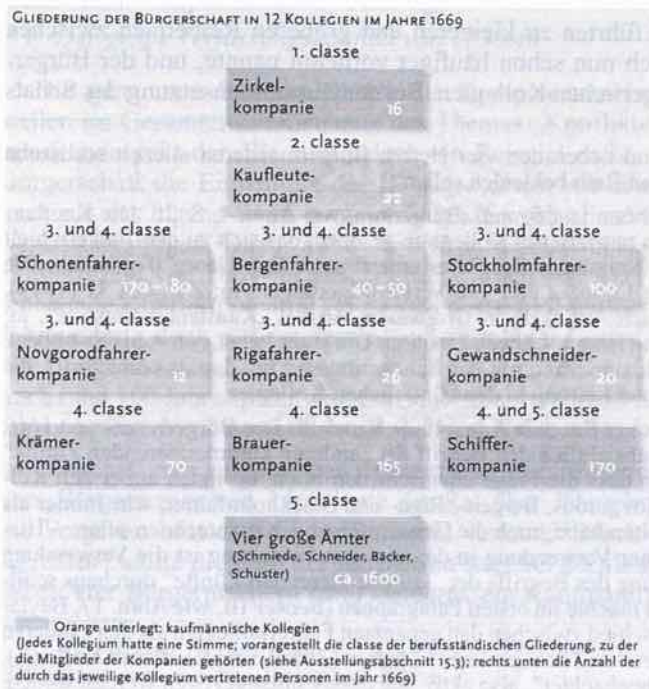 Gliederung der Bürgerschaft in 12 Kollegien im Jahre 1669
1. classe
Zirkel-
kompanie 16
2. classe
Kaufleute-
kompanie 22
3. und 4. classe
Schonenfahrer-
kompanie 170–180
3. und 4. classe
Bergenfahrer-
kompanie 40–50
3. und 4. classe
Stockholmfahrer-
kompanie 100
3. und 4. classe
Novgorodfahrer-
kompanie 12
3. und 4. classe
Rigafahrer-
kompanie 26
3. und 4. classe
Gewandschneider-
kompanie 20
4. classe
Krämer-
kompanie 70
4. classe
Brauer-
kompanie 165
4. und 5. classe
Schiffer-
kompanie 170
5. classe
Vier große Ämter
(Schmiede, Schneider, Bäcker,
Schuster) ca. 1600
Orange unterlegt: kaufmännische Kollegien
(Jedes Kollegium hatte eine Stimme; vorangestellt die classe der berufsständischen Gliederung, zu der
die Mitglieder der Kompanien gehörten (siehe Ausstellungsabschnitt 15.3); rechts unten die Anzahl der
durch das jeweilige Kollegium vertretenen Personen im Jahr 1669)